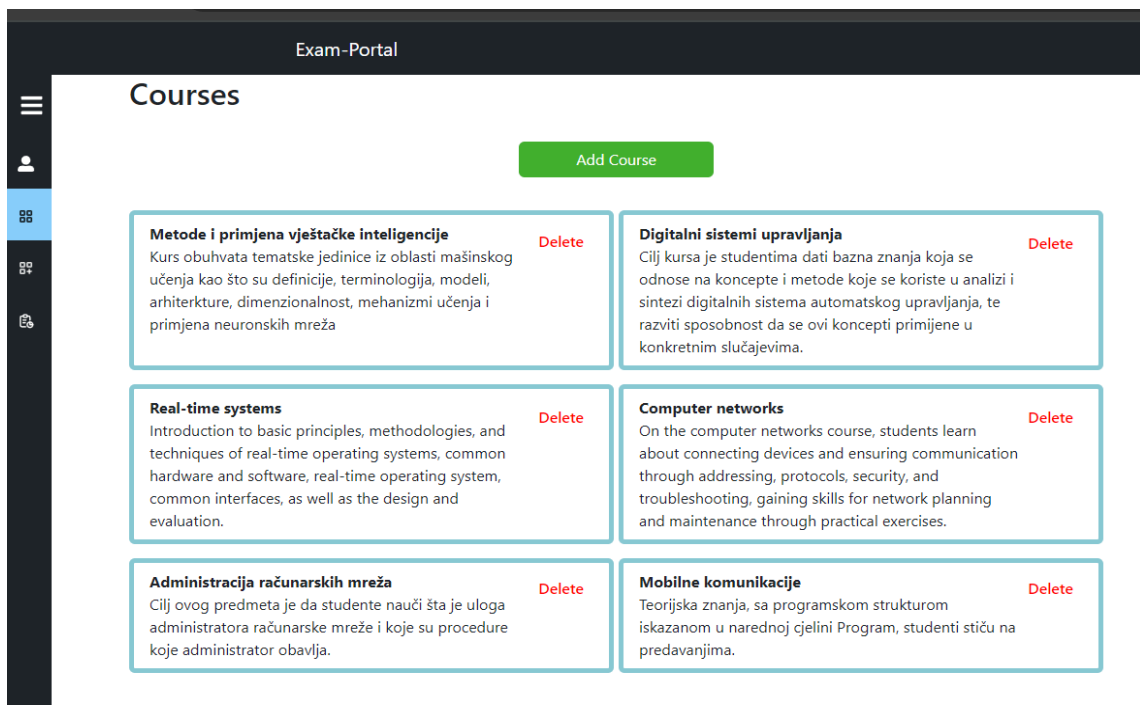 Exam-Portal
Courses
Add Course
Metode i primjena vještačke inteligencije
Delete
Kurs obuhvata tematske jedinice iz oblasti mašinskog
učenja kao što su definicije, terminologija, modeli,
arhiterkture, dimenzionalnost, mehanizmi učenja i
primjena neuronskih mreža
Digitalni sistemi upravljanja
Delete
Cilj kursa je studentima dati bazna znanja koja se
odnose na koncepte i metode koje se koriste u analizi i
sintezi digitalnih sistema automatskog upravljanja, te
razviti sposobnost da se ovi koncepti primijene u
konkretnim slučajevima.
Real-time systems
Delete
Introduction to basic principles, methodologies, and
techniques of real-time operating systems, common
hardware and software, real-time operating system,
common interfaces, as well as the design and
evaluation.
Computer networks
Delete
On the computer networks course, students learn
about connecting devices and ensuring communication
through addressing, protocols, security, and
troubleshooting, gaining skills for network planning
and maintenance through practical exercises.
Administracija računarskih mreža
Delete
Cilj ovog predmeta je da studente nauči šta je uloga
administratora računarske mreže i koje su procedure
koje administrator obavlja.
Mobilne komunikacije
Delete
Teorijska znanja, sa programskom strukturom
iskazanom u narednoj cjelini Program, studenti stiču na
predavanjima.